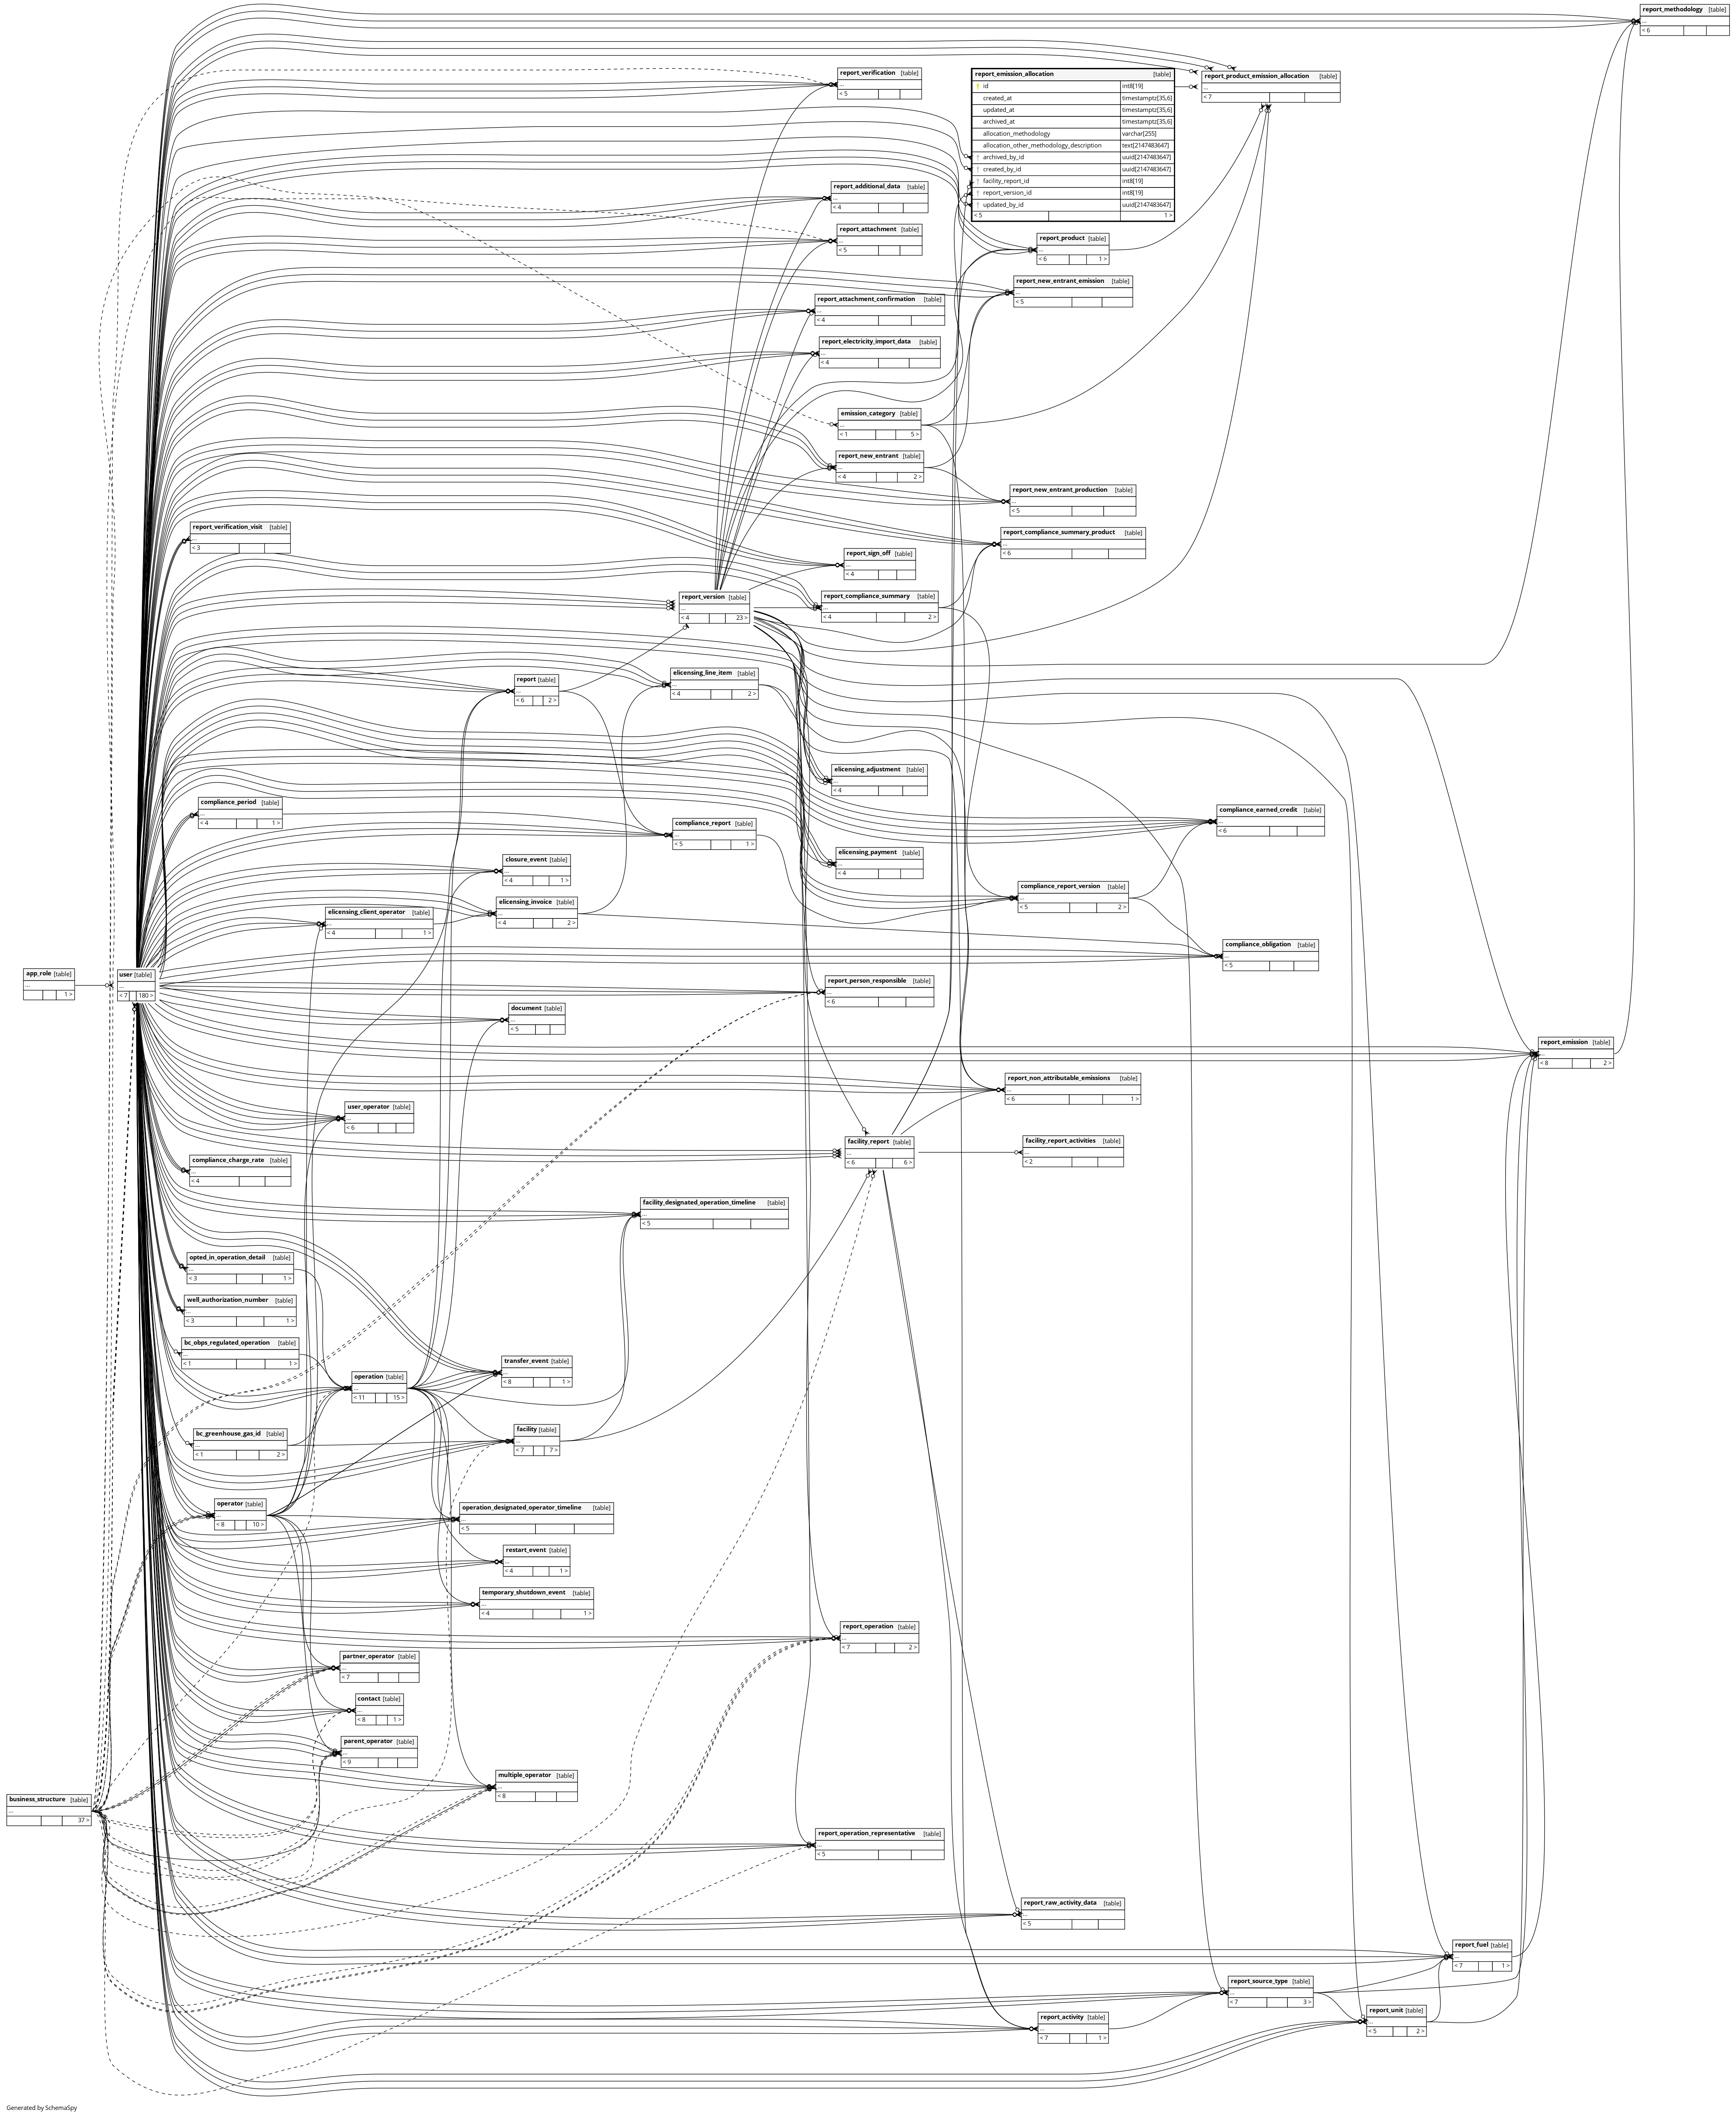 report_methodology [table]
...
< 6
report_verification [table]
...
< 5
report_emission_allocation [table]
id int8[19]
created_at timestamptz[35,6]
updated_at timestamptz[35,6]
archived_at timestamptz[35,6]
allocation_methodology varchar[255]
allocation_other_methodology_description text[2147483647]
archived_by_id uuid[2147483647]
created_by_id uuid[2147483647]
facility_report_id int8[19]
report_version_id int8[19]
updated_by_id uuid[2147483647]
< 5 1 >
report_product_emission_allocation [table]
...
< 7
report_additional_data [table]
...
< 4
report_attachment [table]
...
< 5
report_product [table]
...
< 6 1 >
report_new_entrant_emission [table]
...
< 5
report_attachment_confirmation [table]
...
< 4
report_electricity_import_data [table]
...
< 4
emission_category [table]
...
< 1 5 >
report_new_entrant [table]
...
< 4 2 >
report_new_entrant_production [table]
...
< 5
report_verification_visit [table]
...
< 3
report_compliance_summary_product [table]
...
< 6
report_sign_off [table]
...
< 4
report_version [table]
...
< 4 23 >
report_compliance_summary [table]
...
< 4 2 >
report [table]
...
< 6 2 >
elicensing_line_item [table]
...
< 4 2 >
elicensing_adjustment [table]
...
< 4
compliance_period [table]
...
< 4 1 >
compliance_report [table]
...
< 5 1 >
compliance_earned_credit [table]
...
< 6
closure_event [table]
...
< 4 1 >
elicensing_payment [table]
...
< 4
compliance_report_version [table]
...
< 5 2 >
elicensing_client_operator [table]
...
< 4 1 >
elicensing_invoice [table]
...
< 4 2 >
compliance_obligation [table]
...
< 5
app_role [table]
...
1 >
user [table]
...
< 7 180 >
report_person_responsible [table]
...
< 6
document [table]
...
< 5
report_emission [table]
...
< 8 2 >
report_non_attributable_emissions [table]
...
< 6 1 >
user_operator [table]
...
< 6
facility_report [table]
...
< 6 6 >
facility_report_activities [table]
...
< 2
compliance_charge_rate [table]
...
< 4
facility_designated_operation_timeline [table]
...
< 5
opted_in_operation_detail [table]
...
< 3 1 >
well_authorization_number [table]
...
< 3 1 >
bc_obps_regulated_operation [table]
...
< 1 1 >
operation [table]
...
< 11 15 >
transfer_event [table]
...
< 8 1 >
bc_greenhouse_gas_id [table]
...
< 1 2 >
facility [table]
...
< 7 7 >
operator [table]
...
< 8 10 >
operation_designated_operator_timeline [table]
...
< 5
restart_event [table]
...
< 4 1 >
temporary_shutdown_event [table]
...
< 4 1 >
report_operation [table]
...
< 7 2 >
partner_operator [table]
...
< 7
contact [table]
...
< 8 1 >
parent_operator [table]
...
< 9
multiple_operator [table]
...
< 8
business_structure [table]
...
37 >
report_operation_representative [table]
...
< 5
report_raw_activity_data [table]
...
< 5
report_fuel [table]
...
< 7 1 >
report_source_type [table]
...
< 7 3 >
report_unit [table]
...
< 5 2 >
report_activity [table]
...
< 7 1 >
Generated by SchemaSpy